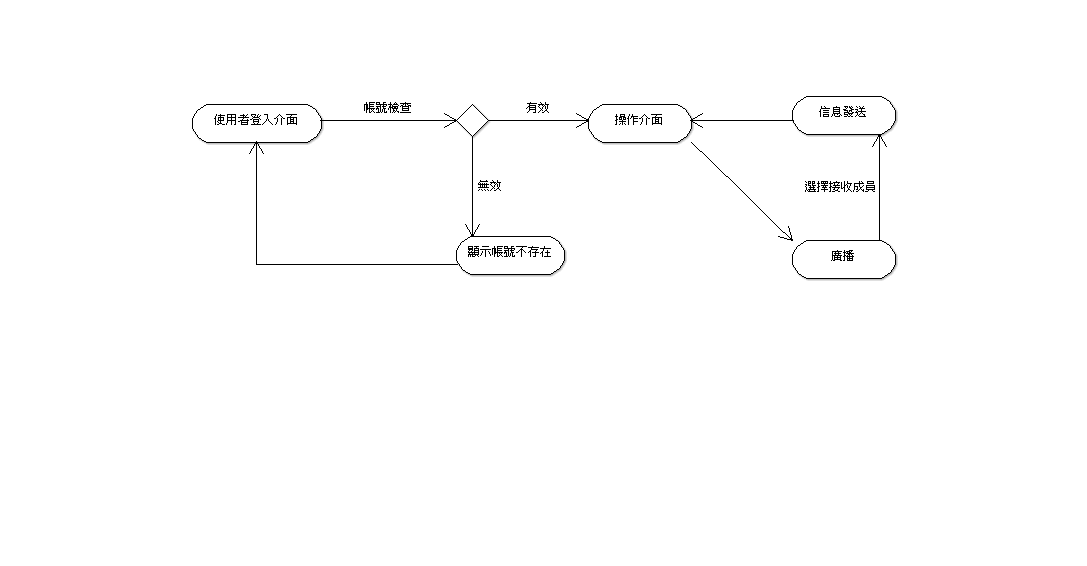 使用者登入介面
帳號檢查
有效
操作介面
信息發送
無效
選擇接收成員
顯示帳號不存在
廣播